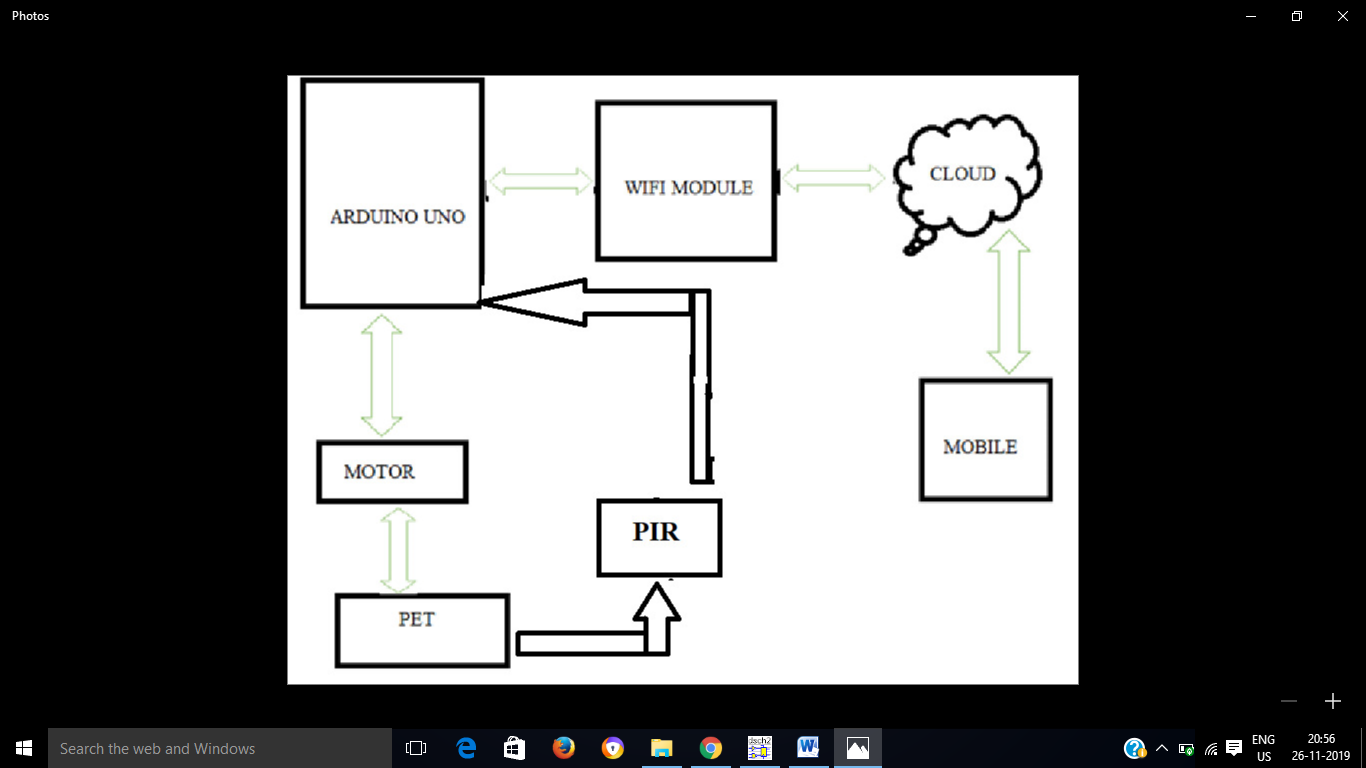 Photos
ARDUINO UNO
WIFI MODULE
CLOUD
MOTOR
MOBILE
PIR
PET
Search the web and Windows
dsch2
ENG
US
20:56
26-11-2019